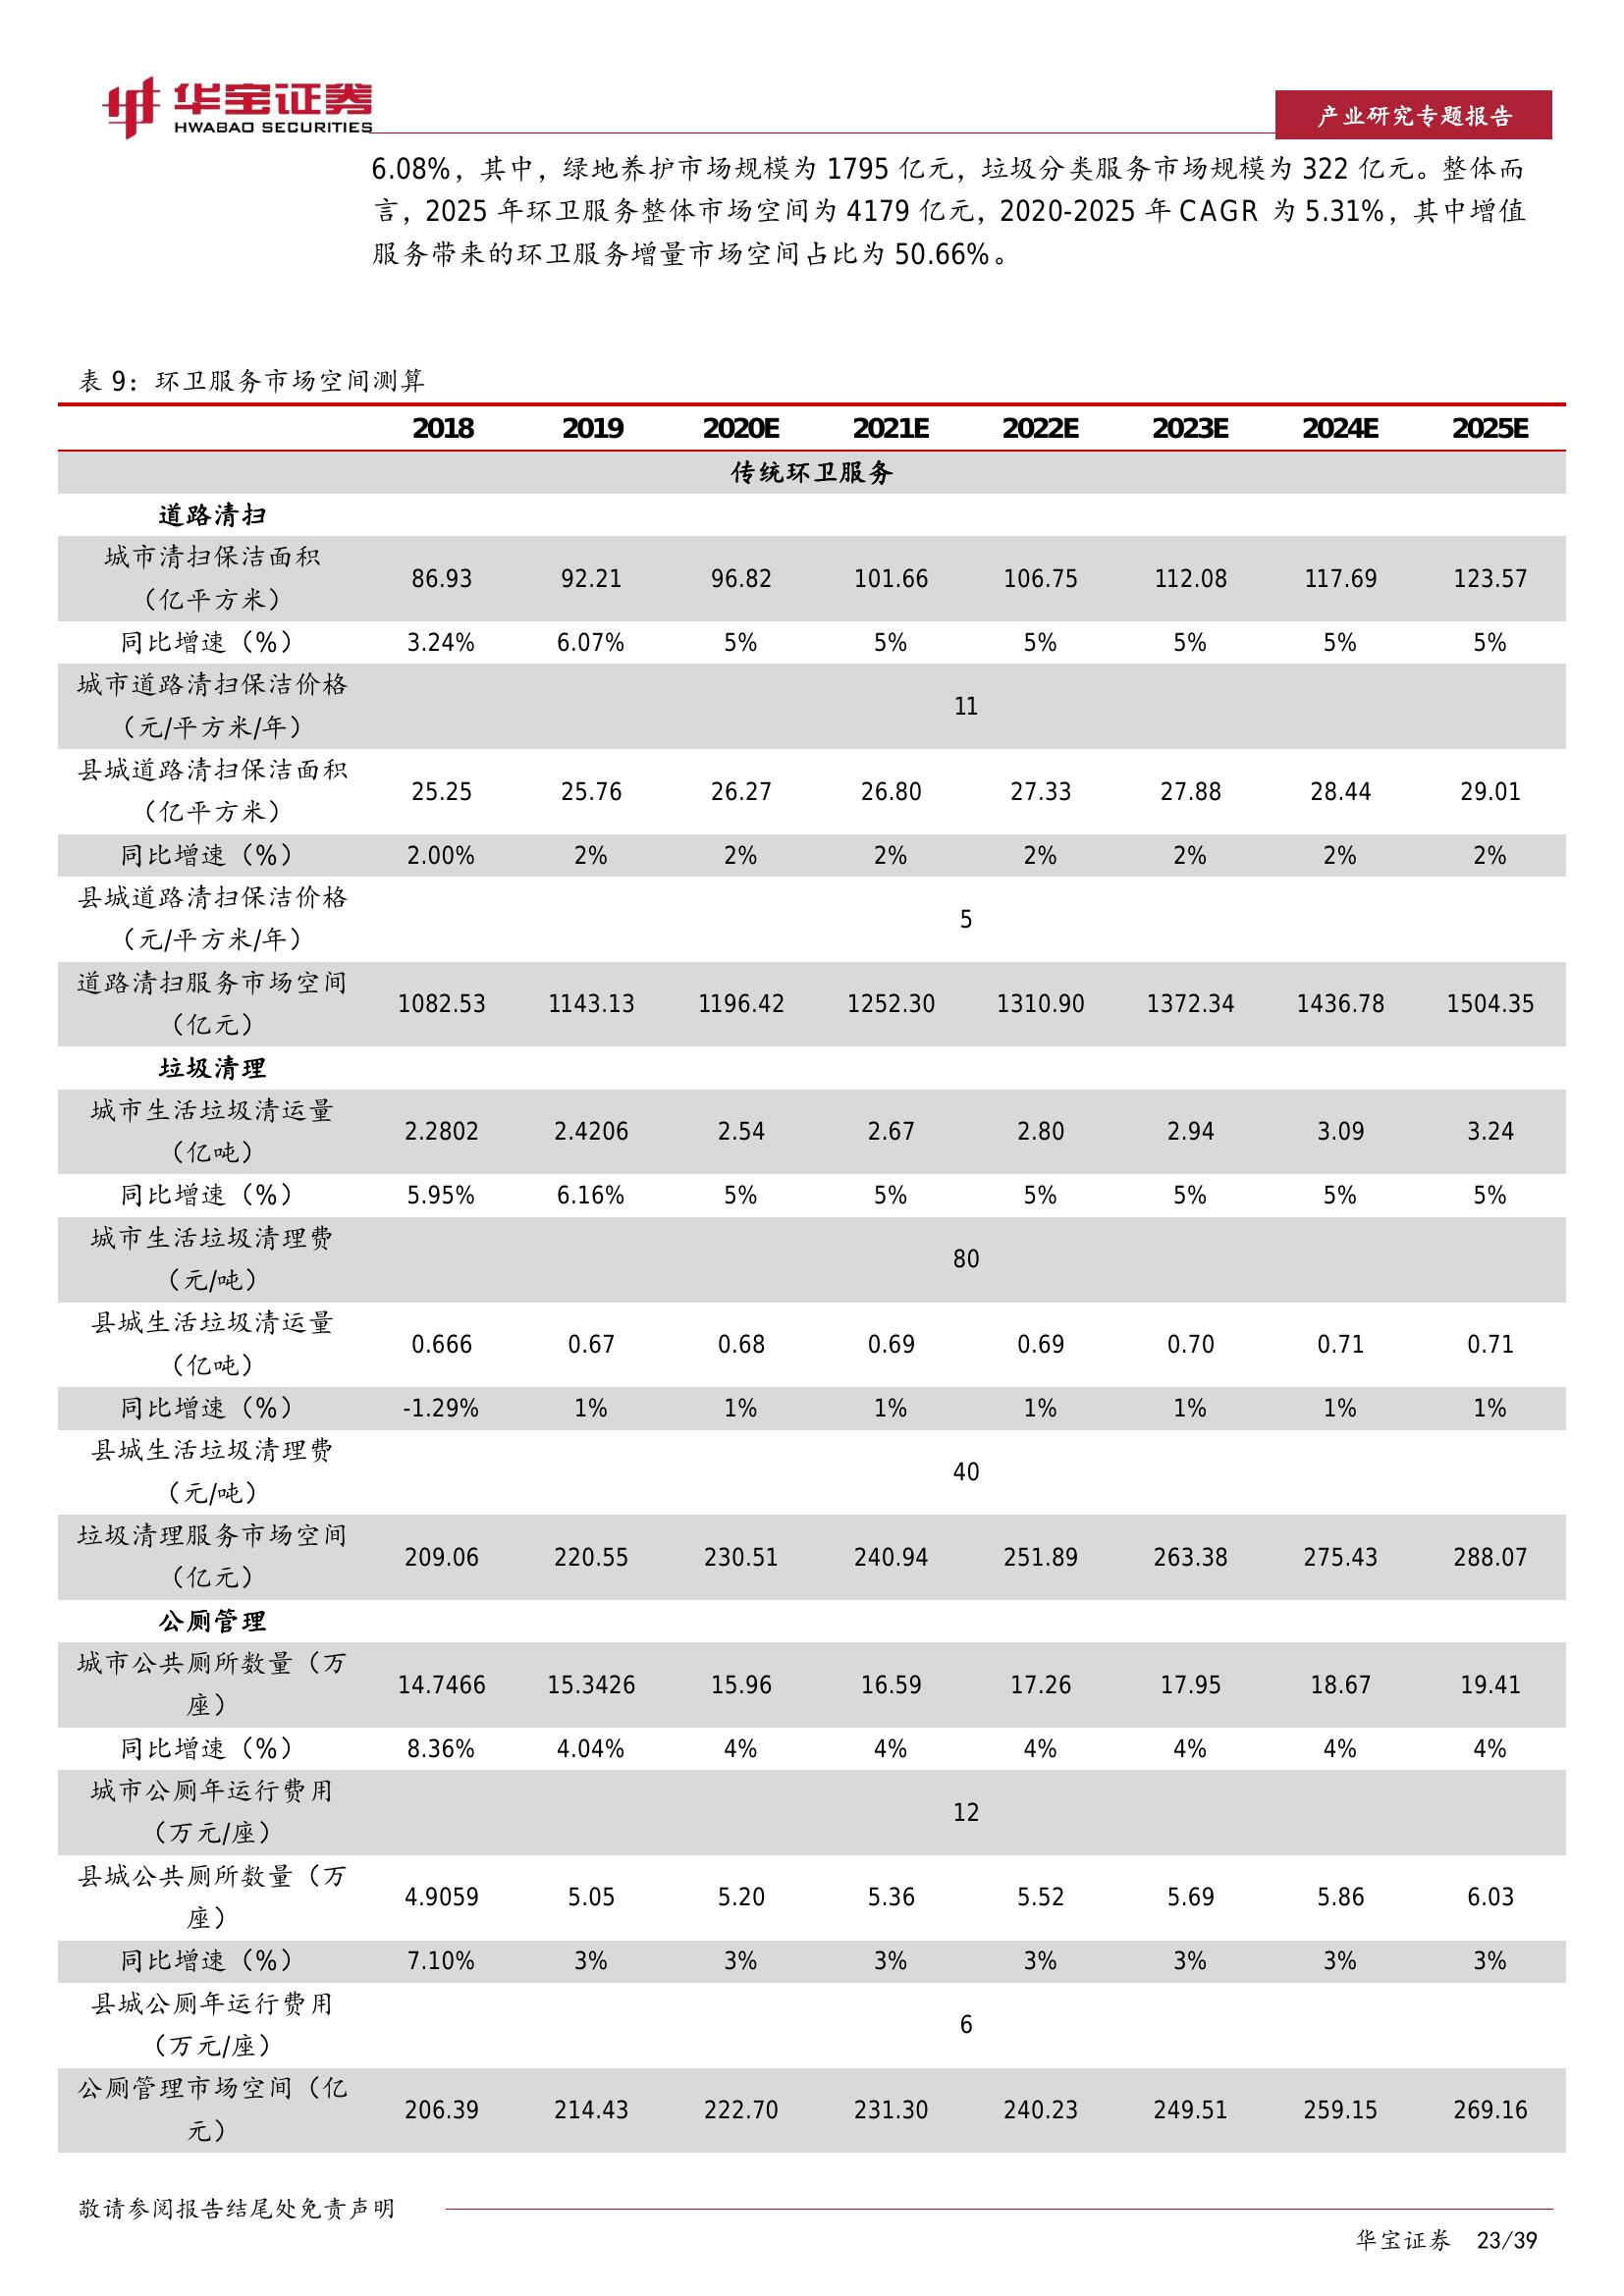 华宝证券
HWABAO SECURITIES
产业研究专题报告
6.08%，其中，绿地养护市场规模为 1795 亿元，垃圾分类服务市场规模为 322 亿元。整体而
言，2025 年环卫服务整体市场空间为 4179 亿元，2020-2025 年 CAGR 为 5.31%，其中增值
服务带来的环卫服务增量市场空间占比为 50.66%。
表 9：环卫服务市场空间测算
2018 2019 2020E 2021E 2022E 2023E 2024E 2025E
传统环卫服务
道路清扫
城市清扫保洁面积
（亿平方米）
86.93 92.21 96.82 101.66 106.75 112.08 117.69 123.57
同比增速（%） 3.24% 6.07% 5% 5% 5% 5% 5% 5%
城市道路清扫保洁价格
（元/平方米/年）
11
县城道路清扫保洁面积
（亿平方米）
25.25 25.76 26.27 26.80 27.33 27.88 28.44 29.01
同比增速（%） 2.00% 2% 2% 2% 2% 2% 2% 2%
县城道路清扫保洁价格
（元/平方米/年）
5
道路清扫服务市场空间
（亿元）
1082.53 1143.13 1196.42 1252.30 1310.90 1372.34 1436.78 1504.35
垃圾清理
城市生活垃圾清运量
（亿吨）
2.2802 2.4206 2.54 2.67 2.80 2.94 3.09 3.24
同比增速（%） 5.95% 6.16% 5% 5% 5% 5% 5% 5%
城市生活垃圾清理费
（元/吨）
80
县城生活垃圾清运量
（亿吨）
0.666 0.67 0.68 0.69 0.69 0.70 0.71 0.71
同比增速（%） -1.29% 1% 1% 1% 1% 1% 1% 1%
县城生活垃圾清理费
（元/吨）
40
垃圾清理服务市场空间
（亿元）
209.06 220.55 230.51 240.94 251.89 263.38 275.43 288.07
公厕管理
城市公共厕所数量（万
座）
14.7466 15.3426 15.96 16.59 17.26 17.95 18.67 19.41
同比增速（%） 8.36% 4.04% 4% 4% 4% 4% 4% 4%
城市公厕年运行费用
（万元/座）
12
县城公共厕所数量（万
座）
4.9059 5.05 5.20 5.36 5.52 5.69 5.86 6.03
同比增速（%） 7.10% 3% 3% 3% 3% 3% 3% 3%
县城公厕年运行费用
（万元/座）
6
公厕管理市场空间（亿
元）
206.39 214.43 222.70 231.30 240.23 249.51 259.15 269.16
敬请参阅报告结尾处免责声明
华宝证券 23/39